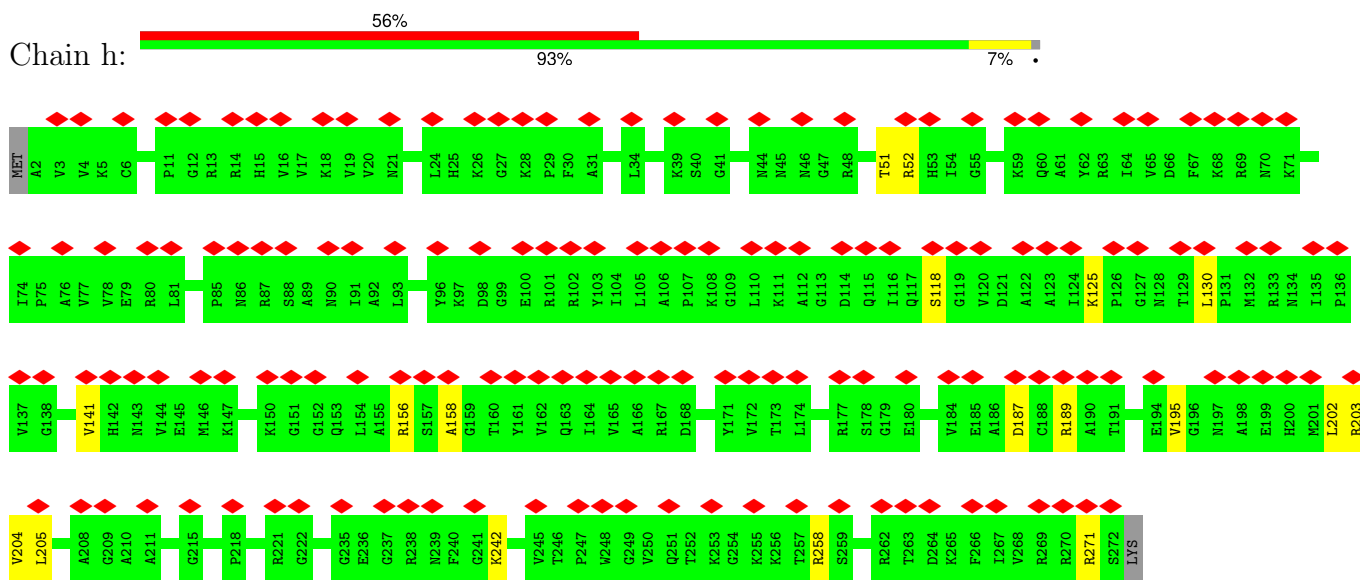 56%
Chain h:
93% 7% •
MET A2 V3 V4 K5 C6 P11 G12 R13 R14 H15 V16 V17 K18 V19 V20 N21 L24 H25 K26 G27 K28 P29 F30 A31 L34 K39 S40 G41 N44 N45 N46 G47 R48 T51 R52 H53 I54 G55 K59 Q60 A61 Y62 R63 I64 V65 D66 F67 K68 R69 N70 K71
I74 P75 A76 V77 V78 E79 R80 L81 P85 N86 R87 S88 A89 N90 I91 A92 L93 Y96 K97 D98 G99 E100 R101 R102 Y103 I104 L105 A106 P107 K108 G109 L110 K111 A112 G113 D114 Q115 I116 Q117 S118 G119 V120 D121 A122 A123 I124 K125 P126 G127 N128 T129 L130 P131 M132 R133 N134 I135 P136
V137 G138 V141 H142 N143 V144 E145 M146 K147 K150 G151 G152 Q153 L154 A155 R156 S157 A158 G159 T160 Y161 V162 Q163 I164 V165 A166 R167 D168 Y171 V172 T173 L174 R177 S178 G179 E180 V184 E185 A186 D187 C188 R189 A190 T191 E194 V195 G196 N197 A198 E199 H200 M201 L202 R203
V204 L205 A208 G209 A210 A211 G215 P218 R221 G222 G235 E236 G237 R238 N239 F240 G241 K242 V245 T246 P247 W248 G249 V250 Q251 T252 K253 G254 K255 K256 T257 R258 S259 R262 T263 D264 K265 F266 I267 V268 R269 R270 R271 S272 LYS